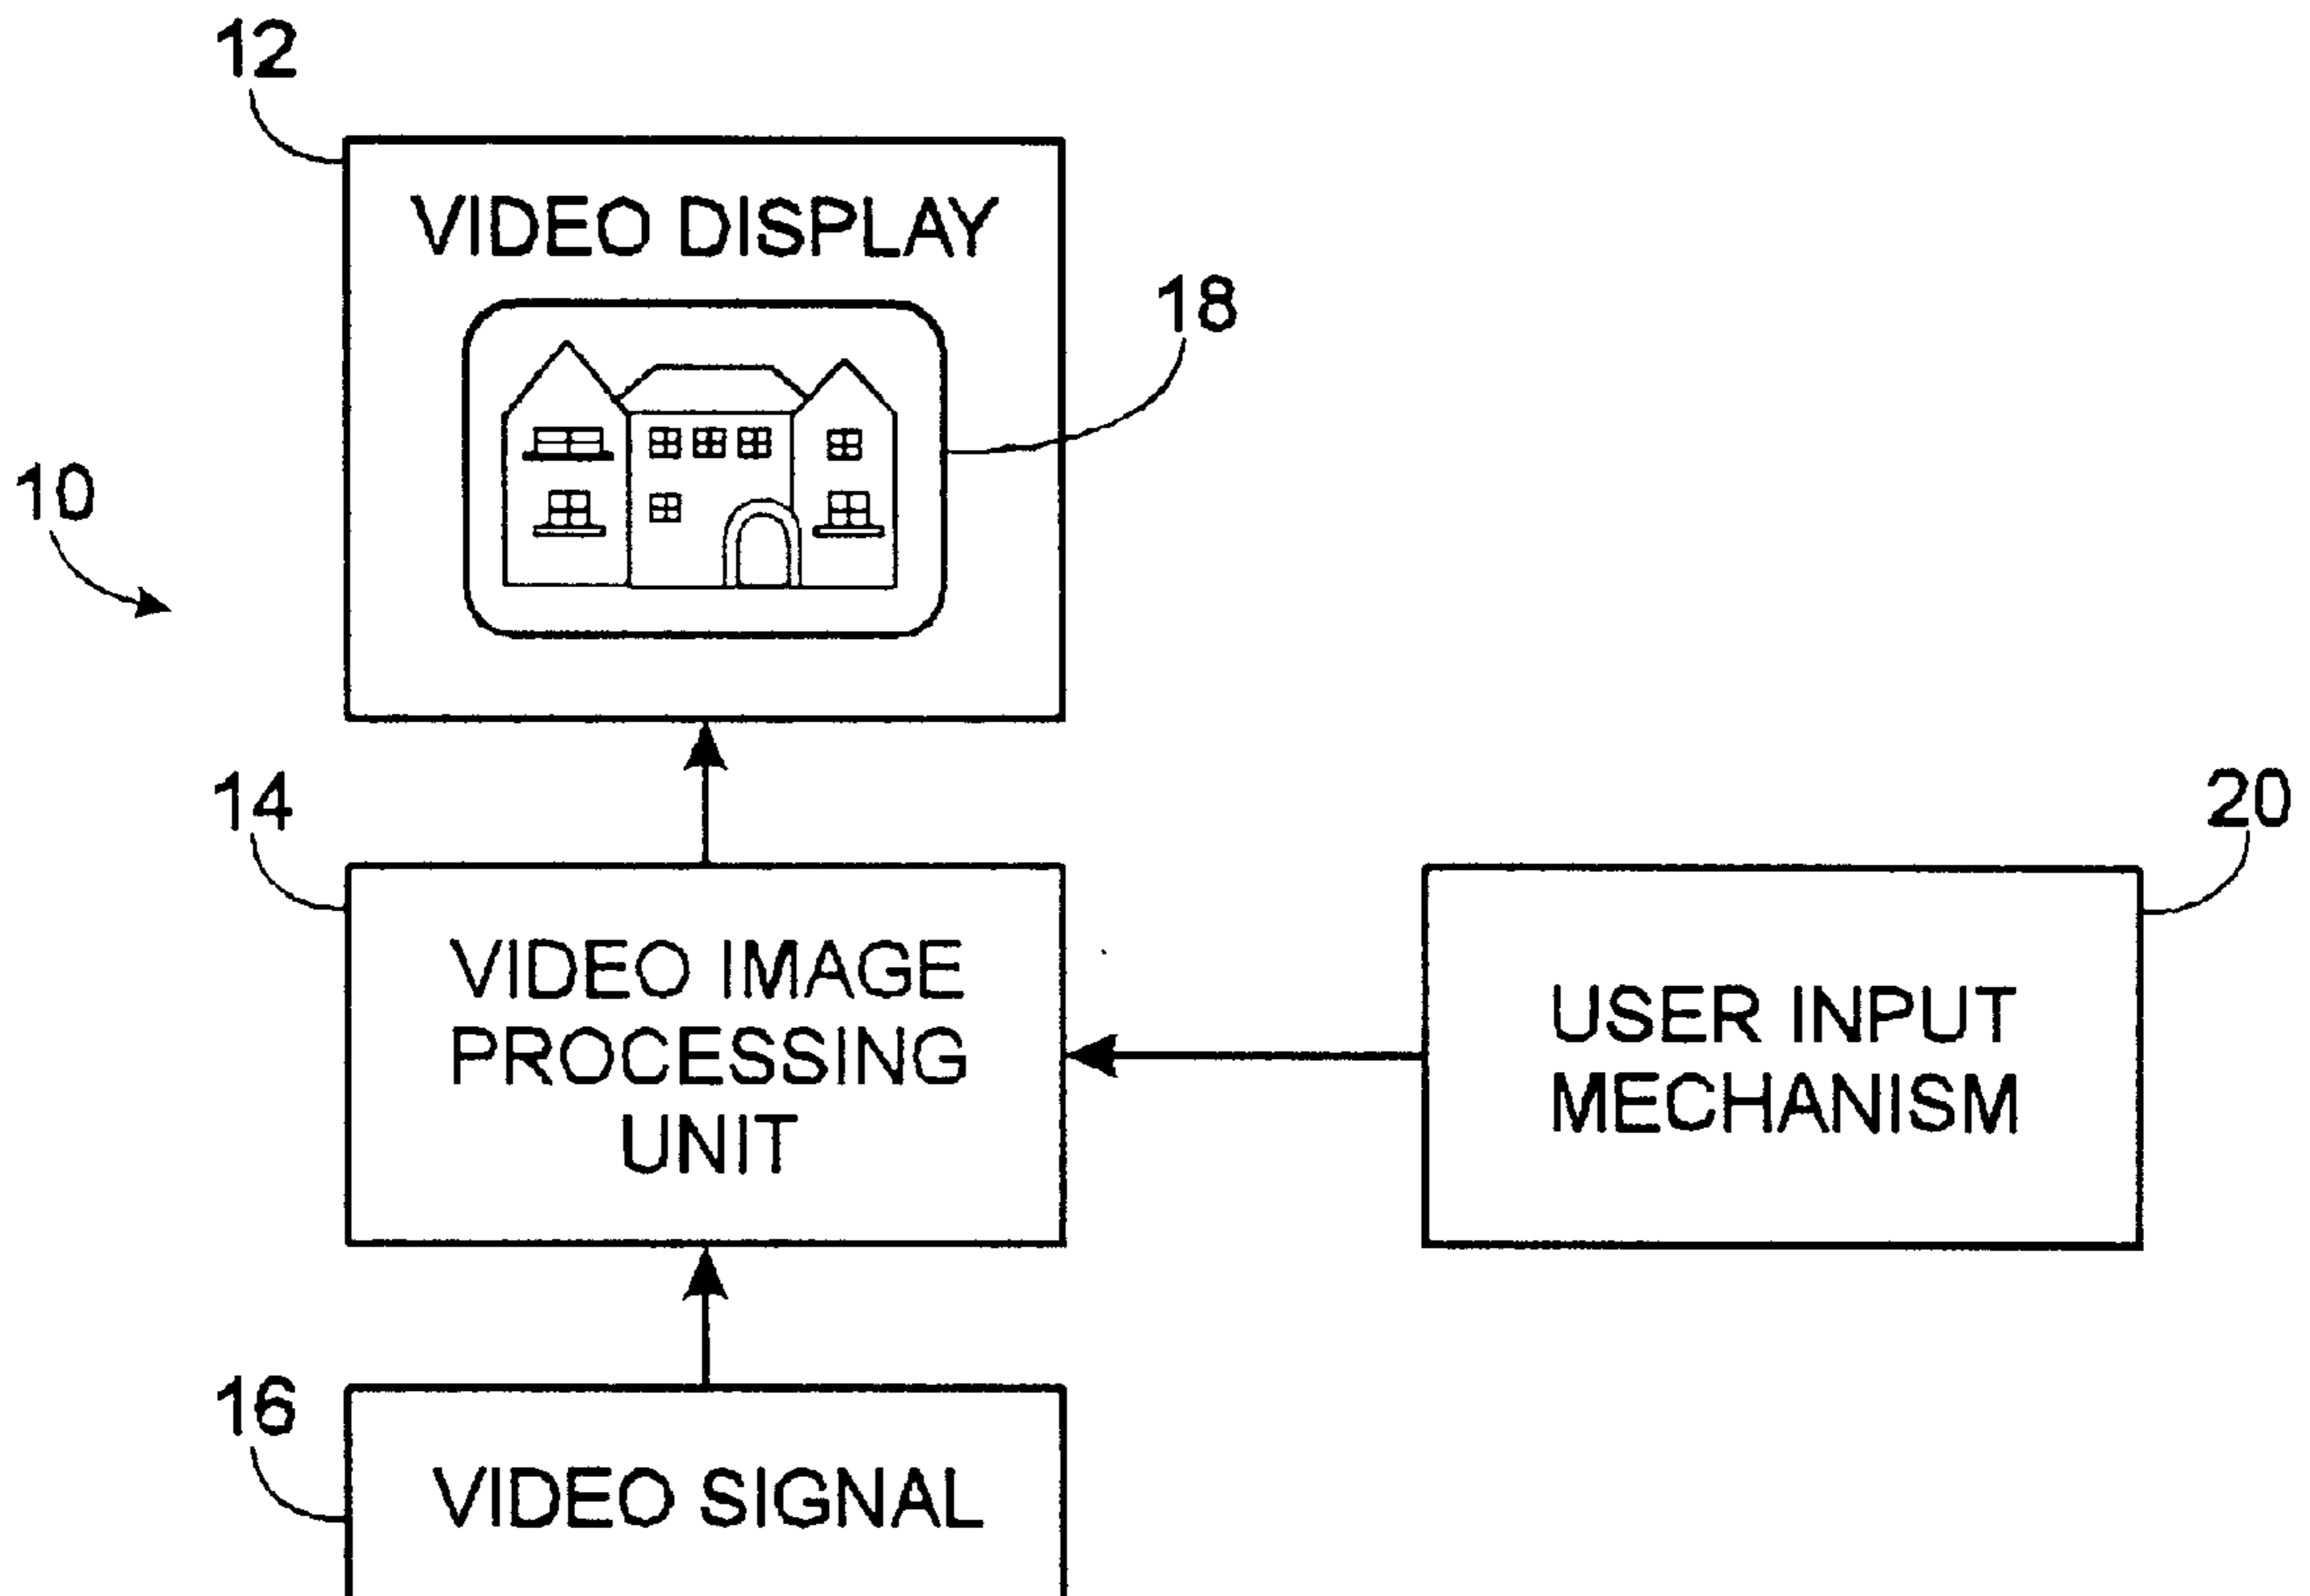 12
VIDEO DISPLAY
18
10
14
20
VIDEO IMAGE
PROCESSING
UNIT
USER INPUT
MECHANISM
16
VIDEO SIGNAL